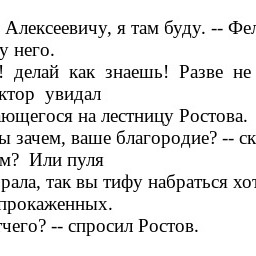 Алексеевичу, я там буду. -- Фел
у него.
! делай как знаешь! Разве не
ктор увидал
ающегося на лестницу Ростова.
ы зачем, ваше благородие? -- ск
м? Или пуля
рала, так вы тифу набраться хот
прокаженных.
чего? -- спросил Ростов.